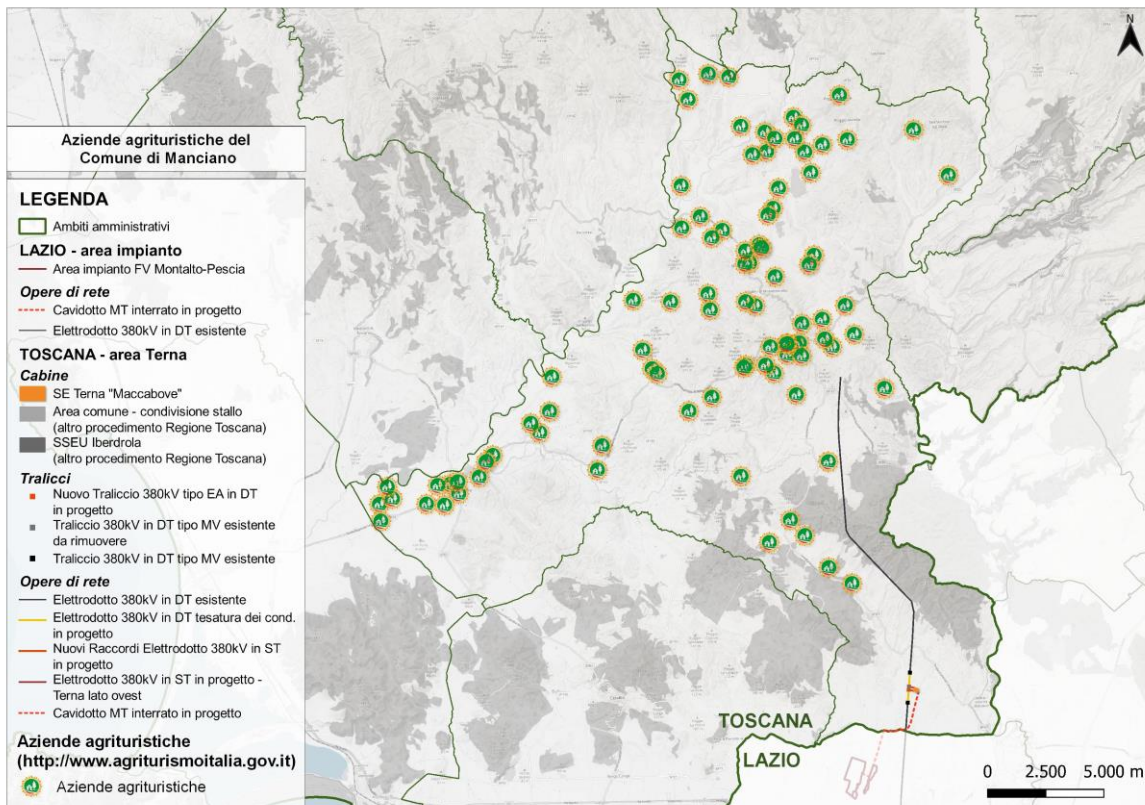 N
Aziende agrituristiche del
Comune di Manciano
LEGENDA
Ambiti amministrativi
LAZIO - area impianto
Area impianto FV Montalto-Pescia
Opere di rete
Cavidotto MT interrato in progetto
Elettrodotto 380kV in DT esistente
TOSCANA - area Terna
Cabine
SE Terna "Maccabove"
Area comune - condivisione stallo
(altro procedimento Regione Toscana)
SSEU Iberdrola
(altro procedimento Regione Toscana)
Tralicci
Nuovo Traliccio 380kV tipo EA in DT
in progetto
Traliccio 380kV in DT tipo MV esistente
da rimuovere
Traliccio 380kV in DT tipo MV esistente
Opere di rete
Elettrodotto 380kV in DT esistente
Elettrodotto 380kV in DT tesatura dei cond.
in progetto
Nuovi Raccordi Elettrodotto 380kV in ST
in progetto
Elettrodotto 380kV in ST in progetto -
Terna lato ovest
Cavidotto MT interrato in progetto
Aziende agrituristiche
(http://www.agriturismoitalia.gov.it)
Aziende agrituristiche
TOSCANA
LAZIO
0 2.500 5.000 m